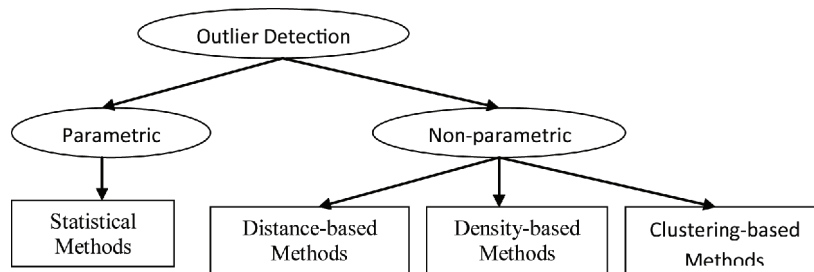 Outlier Detection
Parametric
Non-parametric
Statistical
Methods
Distance-based
Methods
Density-based
Methods
Clustering-based
Methods